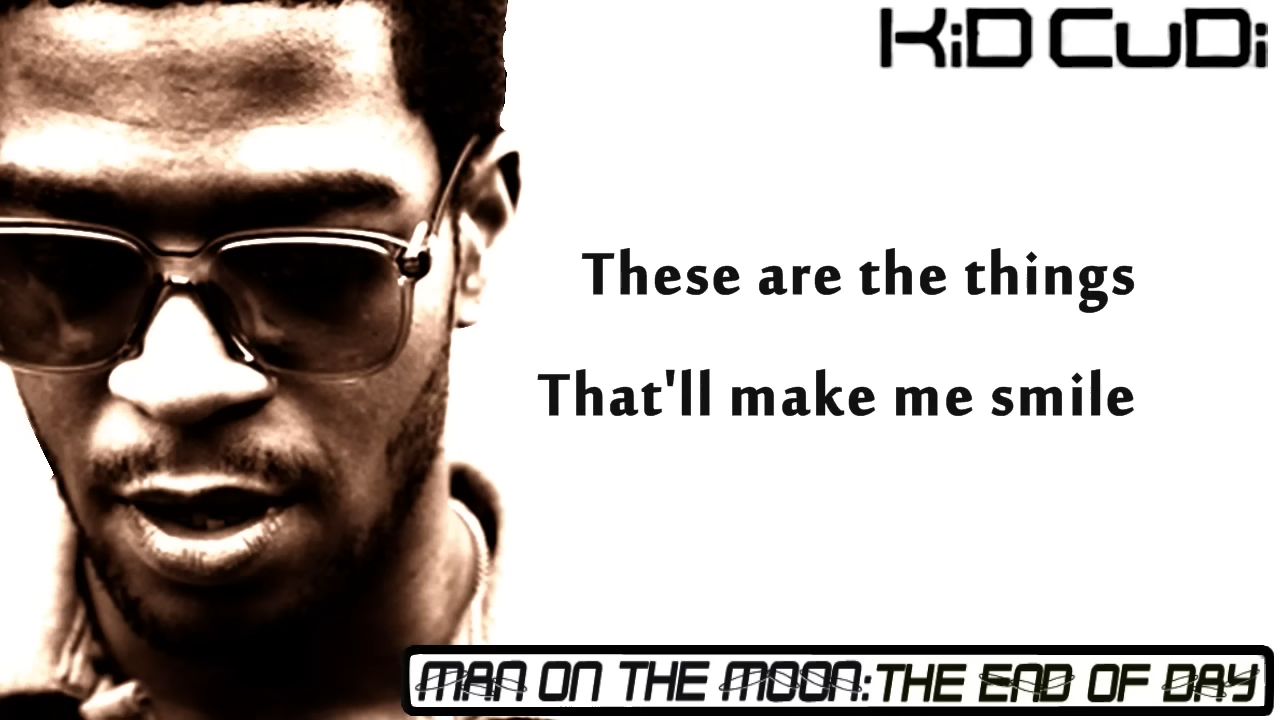 KiD CuDi
These are the things
That'll make me smile
MAN ON THE MOON: THE END OF DAY